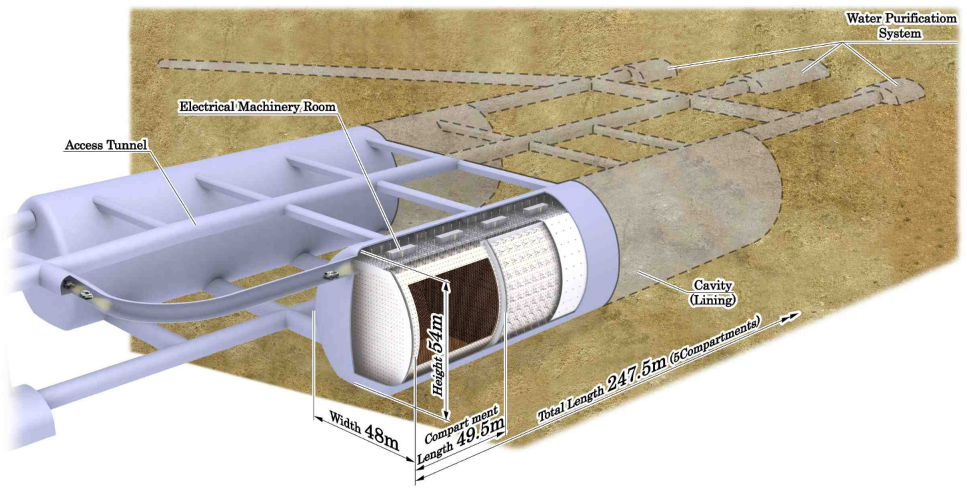 Water Purificatiom
System
Electrical Machinery Room
Access Tunnel
Cavity
(Lining)
Height 54m
Total Length 247.5m (5Compartments)
Width 48m
Compart ment
Length 49.5m